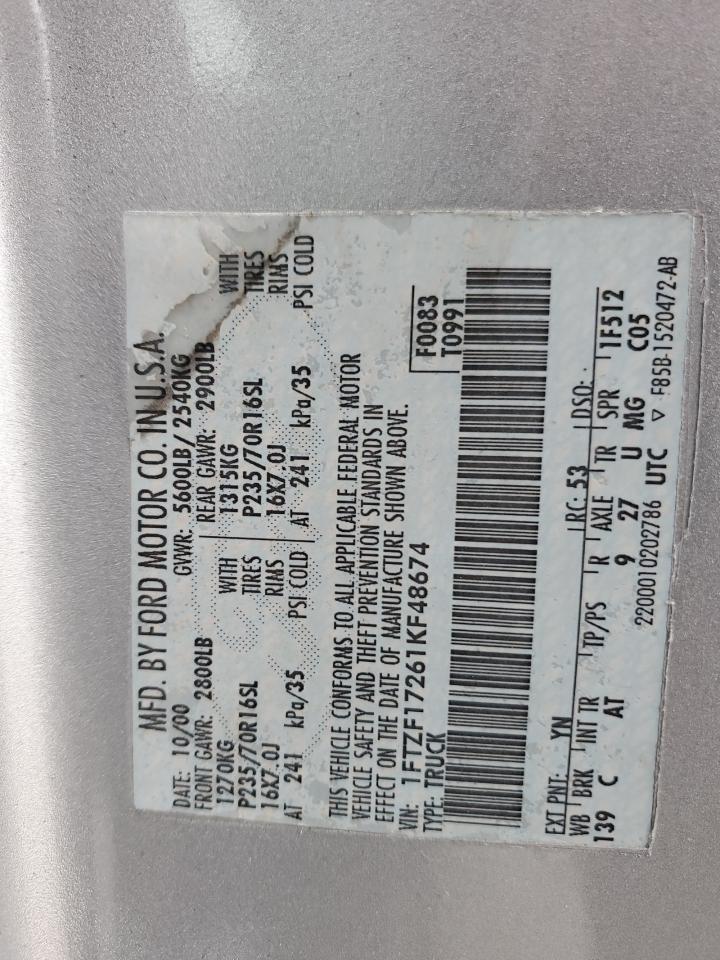 MFD. BY FORD MOTOR CO. IN U.S.A.
DATE: 10/00 GVWR: 5600LB/ 2540KG
FRONT GAWR: 2800LB REAR GAWR: 2900LB
1270KG WITH 1315KG WITH
P235/70R16SL TIRES P235/70R16SL TIRES
16X7.0J RIMS 16X7.0J RIMS
AT 241 kPa/35 PSI COLD AT 241 kPa/35 PSI COLD
THIS VEHICLE CONFORMS TO ALL APPLICABLE FEDERAL MOTOR
VEHICLE SAFETY AND THEFT PREVENTION STANDARDS IN
EFFECT ON THE DATE OF MANUFACTURE SHOWN ABOVE.
VIN: 1FTZF17261KF48674 F0083
TYPE: TRUCK T0991
EXT PNT: YN RC: 53 DSO:
WB BRK INT TR TP/PS R AXLE TR SPR 1F512
139 C AT 9 27 U MG C05
2200010202786 UTC ▽ F85B-1520472-AB